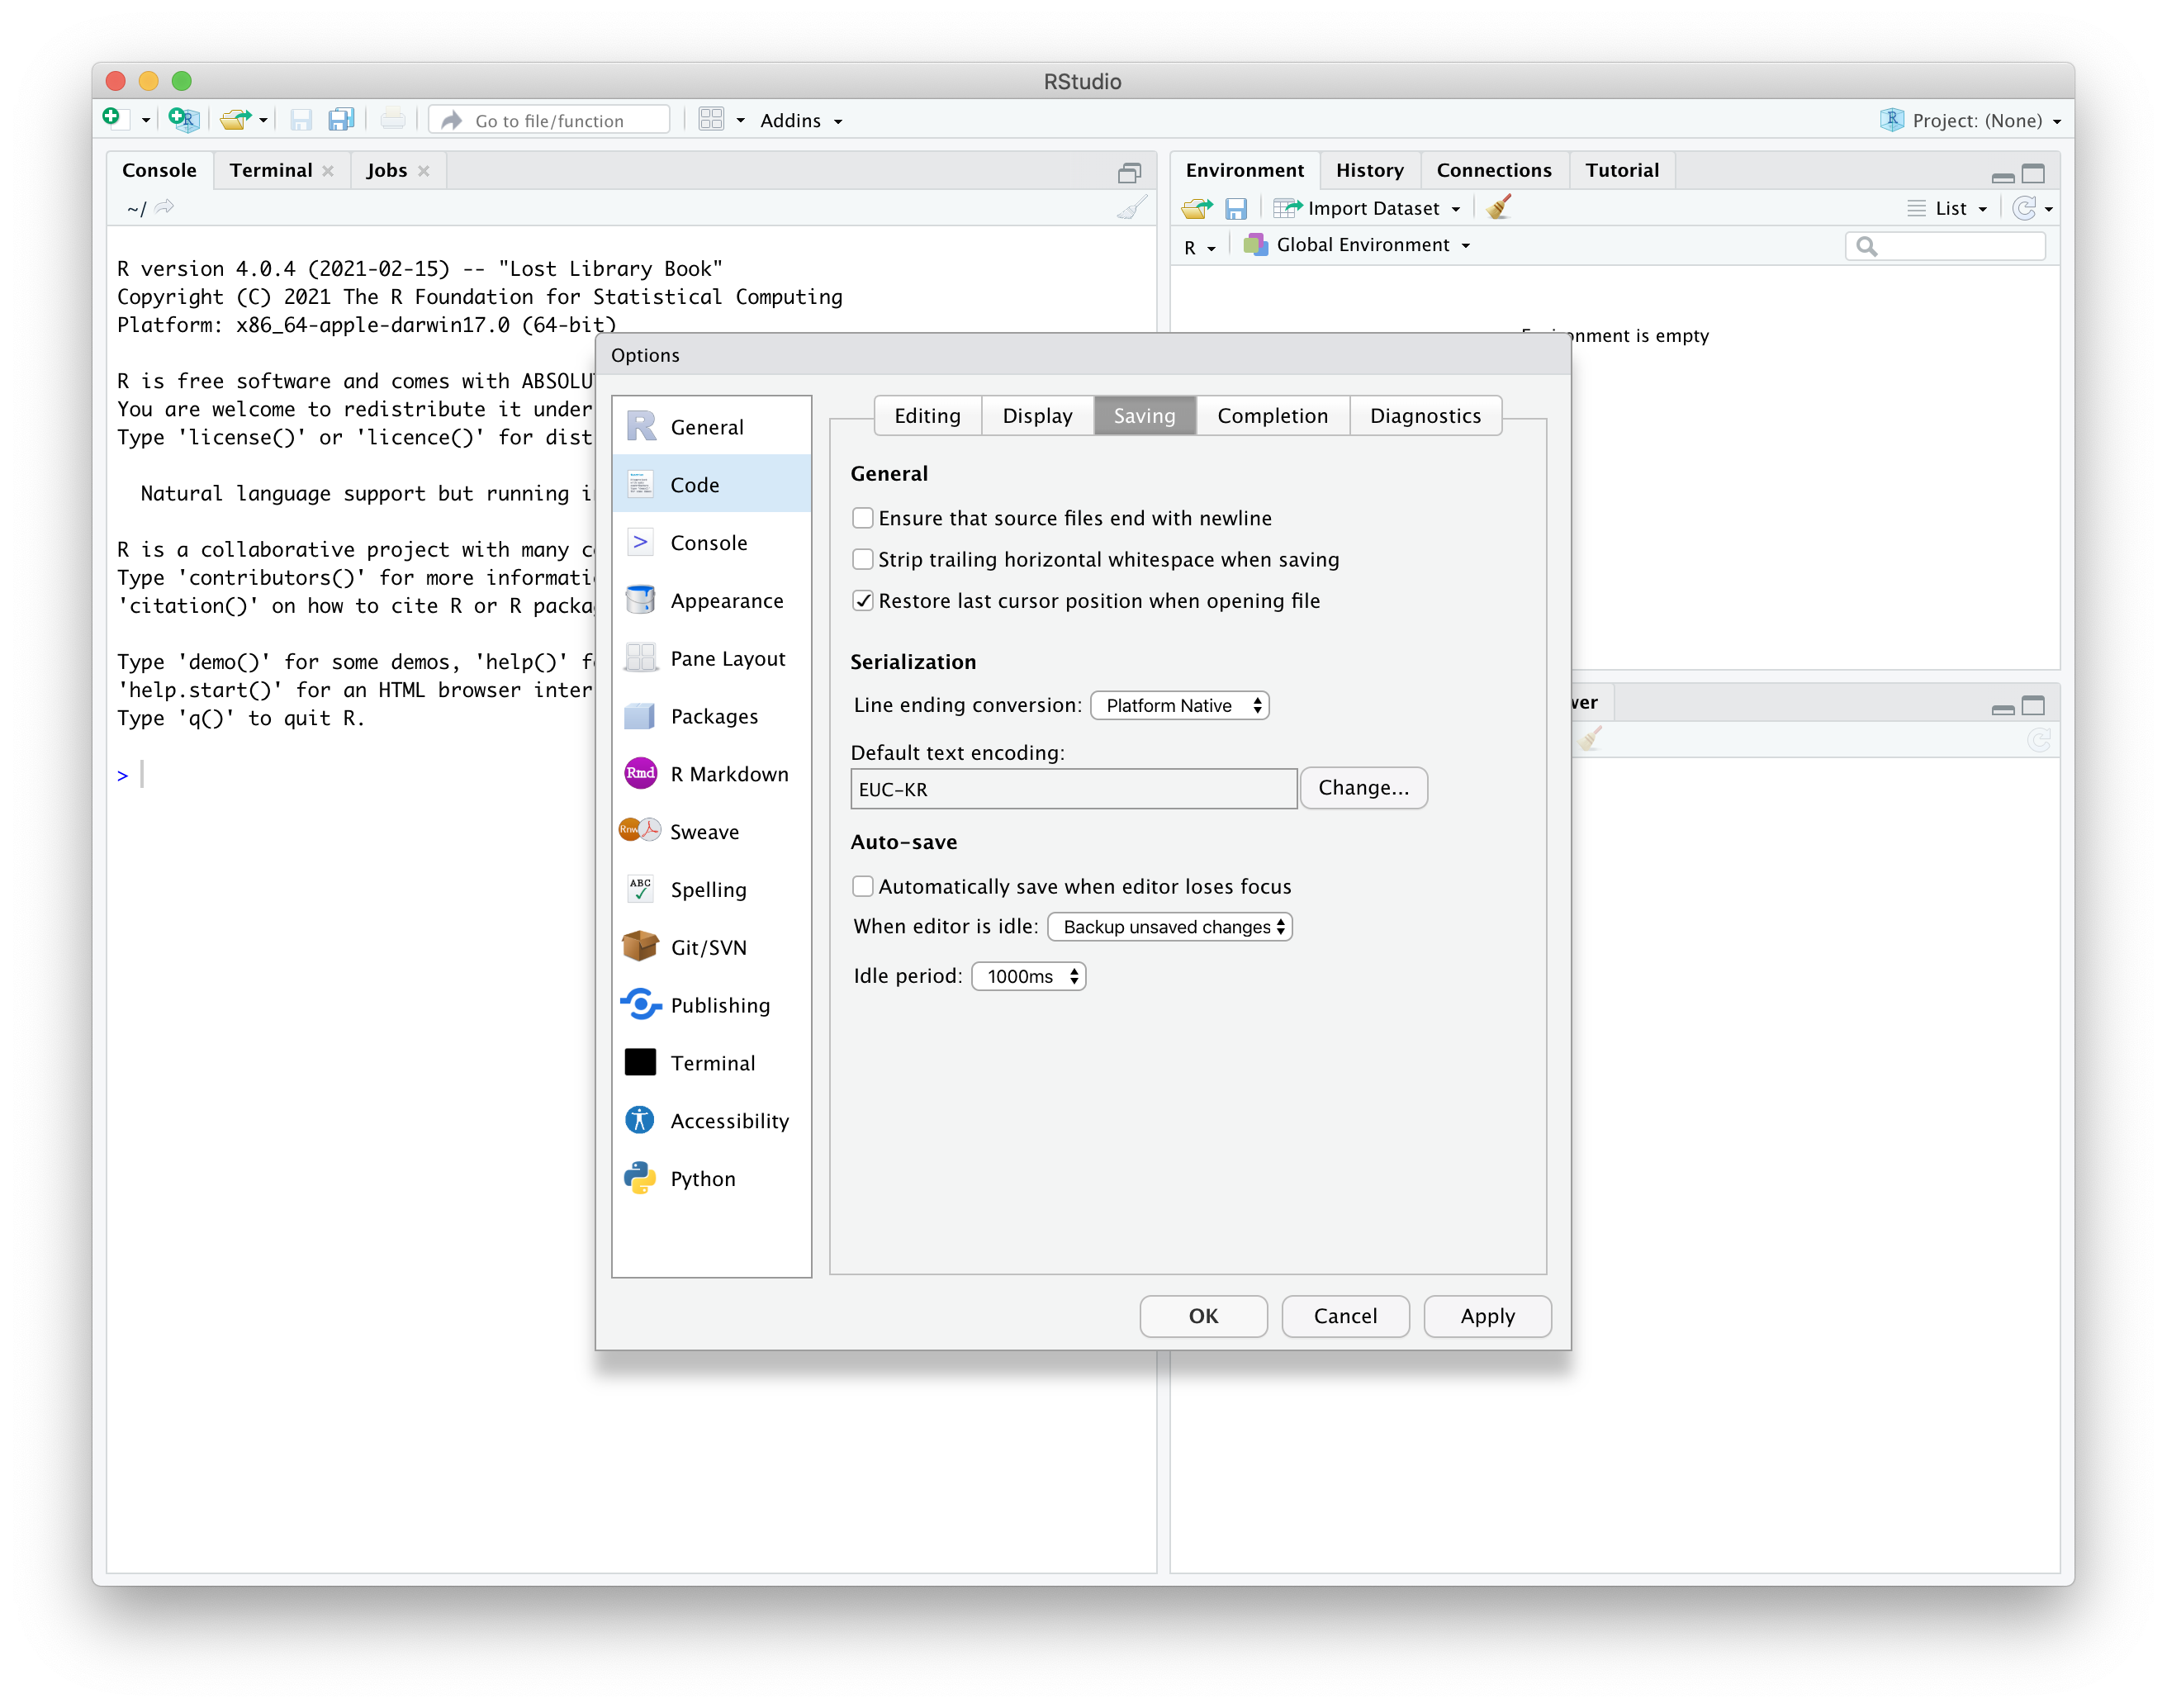 RStudio
Go to file/function
Addins
Project: (None)
Console
Terminal
Jobs
~/
R version 4.0.4 (2021-02-15) -- "Lost Library Book"
Copyright (C) 2021 The R Foundation for Statistical Computing
Platform: x86_64-apple-darwin17.0 (64-bit)
R is free software and comes with
You are welcome to redistribute it under
Type 'license()' or 'licence()' for
Natural language support but running
R is a collaborative project with many
Type 'contributors()' for more
'citation()' on how to cite R or R
Type 'demo()' for some demos, 'help()'
'help.start()' for an HTML browser
Type 'q()' to quit R.
>
Environment
History
Connections
Tutorial
Import Dataset
List
R
Global Environment
is empty
Options
General
Code
Console
Appearance
Pane Layout
Packages
Rmd
R Markdown
Rnw
Sweave
ABC
Spelling
Git/SVN
Publishing
Terminal
Accessibility
Python
Editing
Display
Saving
Completion
Diagnostics
General
Ensure that source files end with newline
Strip trailing horizontal whitespace when saving
Restore last cursor position when opening file
Serialization
Line ending conversion: Platform Native
Default text encoding:
EUC-KR
Change...
Auto-save
Automatically save when editor loses focus
When editor is idle: Backup unsaved changes
Idle period: 1000ms
OK
Cancel
Apply